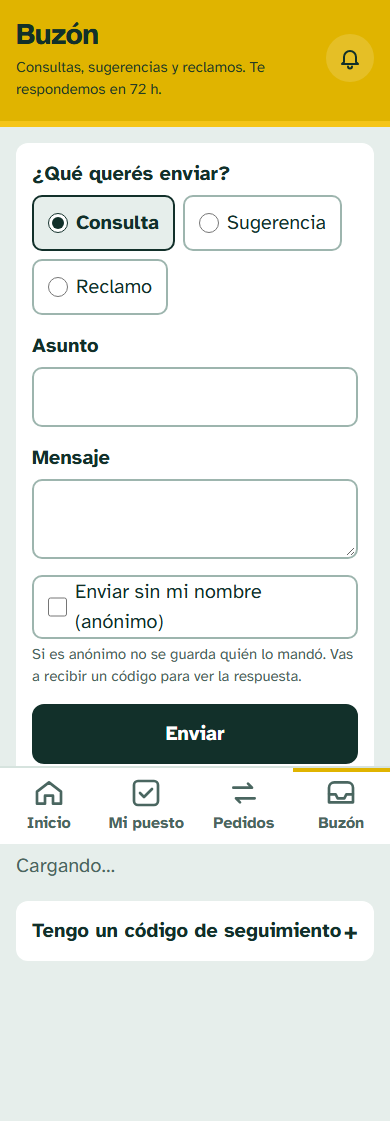 Buzón
Consultas, sugerencias y reclamos. Te
respondemos en 72 h.
¿Qué querés enviar?
Consulta
Sugerencia
Reclamo
Asunto
Mensaje
Enviar sin mi nombre
(anónimo)
Si es anónimo no se guarda quién lo mandó. Vas
a recibir un código para ver la respuesta.
Enviar
Inicio
Mi puesto
Pedidos
Buzón
Cargando...
Tengo un código de seguimiento +